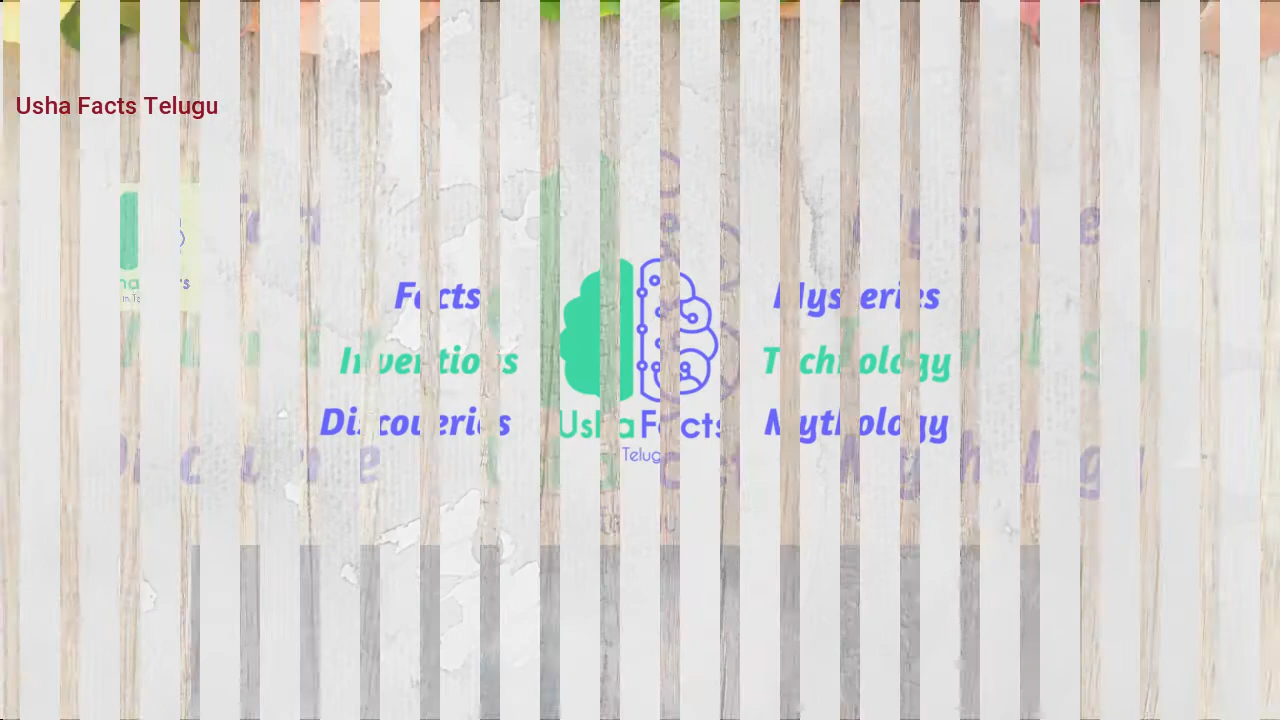 Usha Facts Telugu
Facts
Mysteries
Inventions
Technology
Discoveries
Mythology
Usha Facts
Telugu